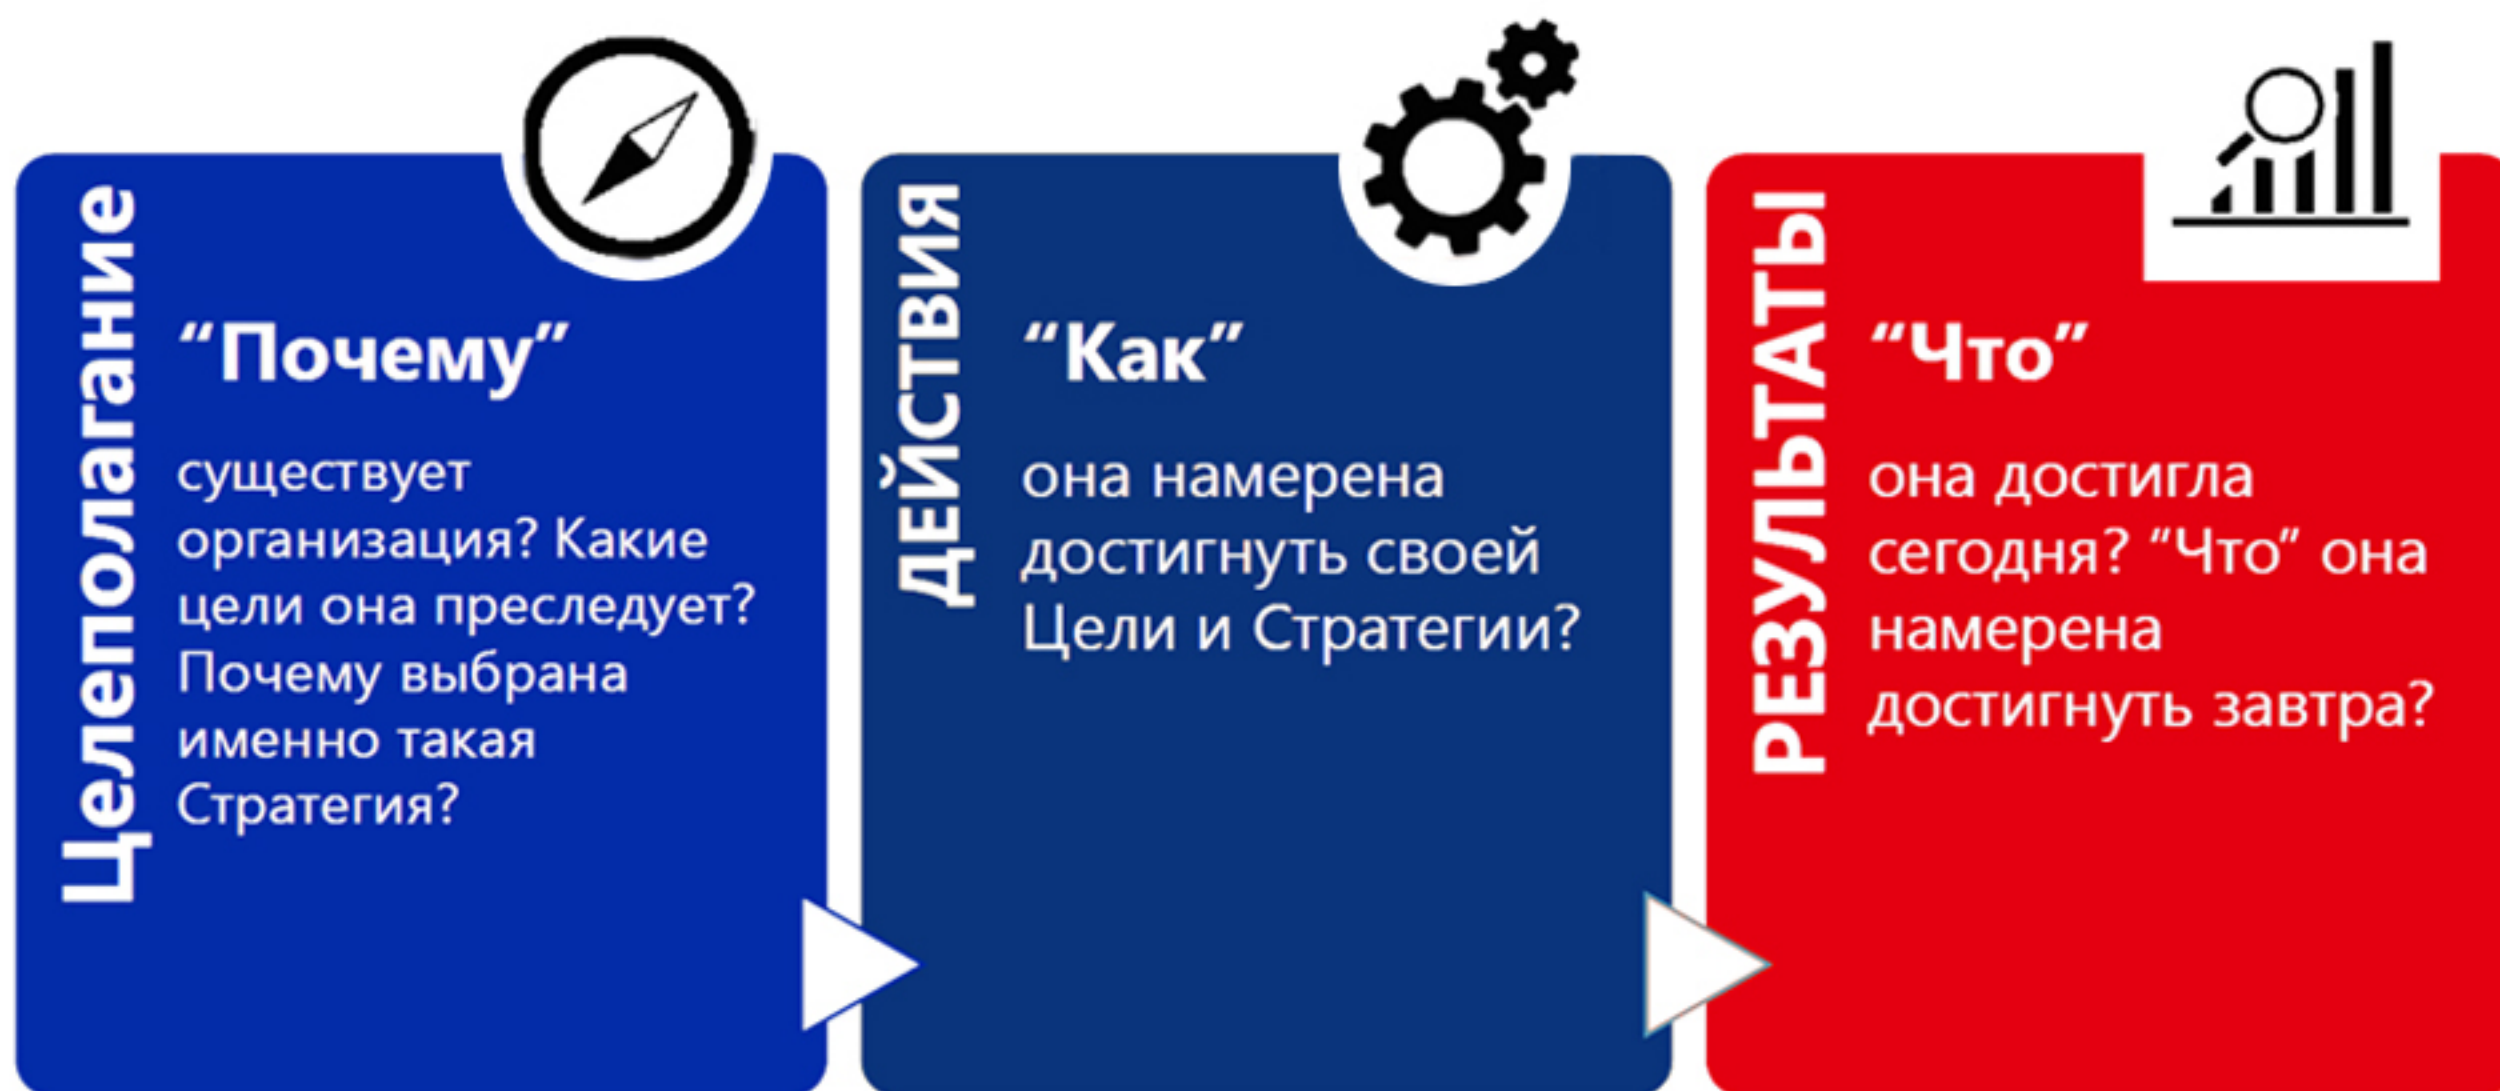 Целеполагание
“Почему”
существует
организация? Какие
цели она преследует?
Почему выбрана
именно такая
Стратегия?
ДЕЙСТВИЯ
“Как”
она намерена
достигнуть своей
Цели и Стратегии?
РЕЗУЛЬТАТЫ
“Что”
она достигла
сегодня? “Что” она
намерена
достигнуть завтра?